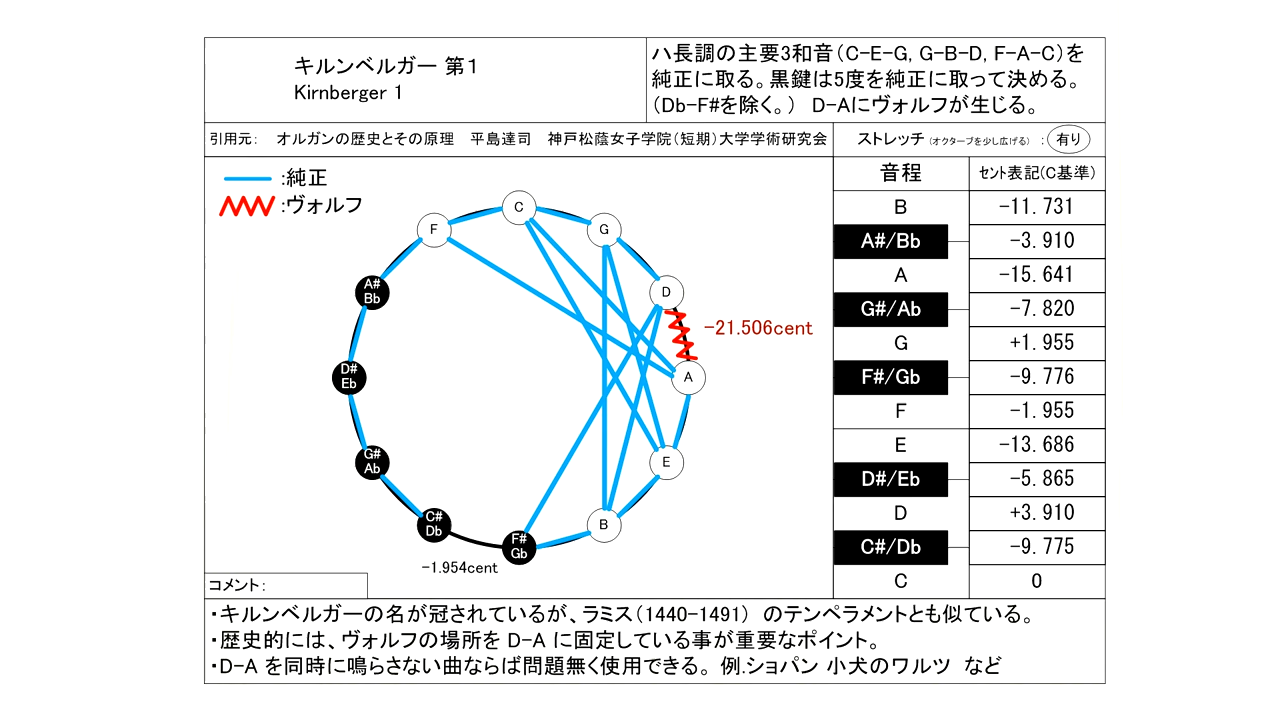 キルンベルガー 第1
Kirnberger 1
ハ長調の主要3和音(C-E-G, G-B-D, F-A-C)を
純正に取る。黒鍵は5度を純正に取って決める。
(Db-F#を除く。) D-Aにヴォルフが生じる。
引用元: オルガンの歴史とその原理 平島達司 神戸松蔭女子学院(短期)大学学術研究会
ストレッチ (オクターブを少し広げる) : 有り
:純正
:ヴォルフ
C
G
D
A
E
B
F#
Gb
C#
Db
G#
Ab
D#
Eb
A#
Bb
F
-21.506cent
-1.954cent
音程 セント表記(C基準)
B -11.731
A#/Bb -3.910
A -15.641
G#/Ab -7.820
G +1.955
F#/Gb -9.776
F -1.955
E -13.686
D#/Eb -5.865
D +3.910
C#/Db -9.775
C 0
コメント:
・キルンベルガーの名が冠されているが、ラミス(1440-1491) のテンペラメントとも似ている。
・歴史的には、ヴォルフの場所を D-A に固定している事が重要なポイント。
・D-A を同時に鳴らさない曲ならば問題無く使用できる。 例.ショパン 小犬のワルツ など